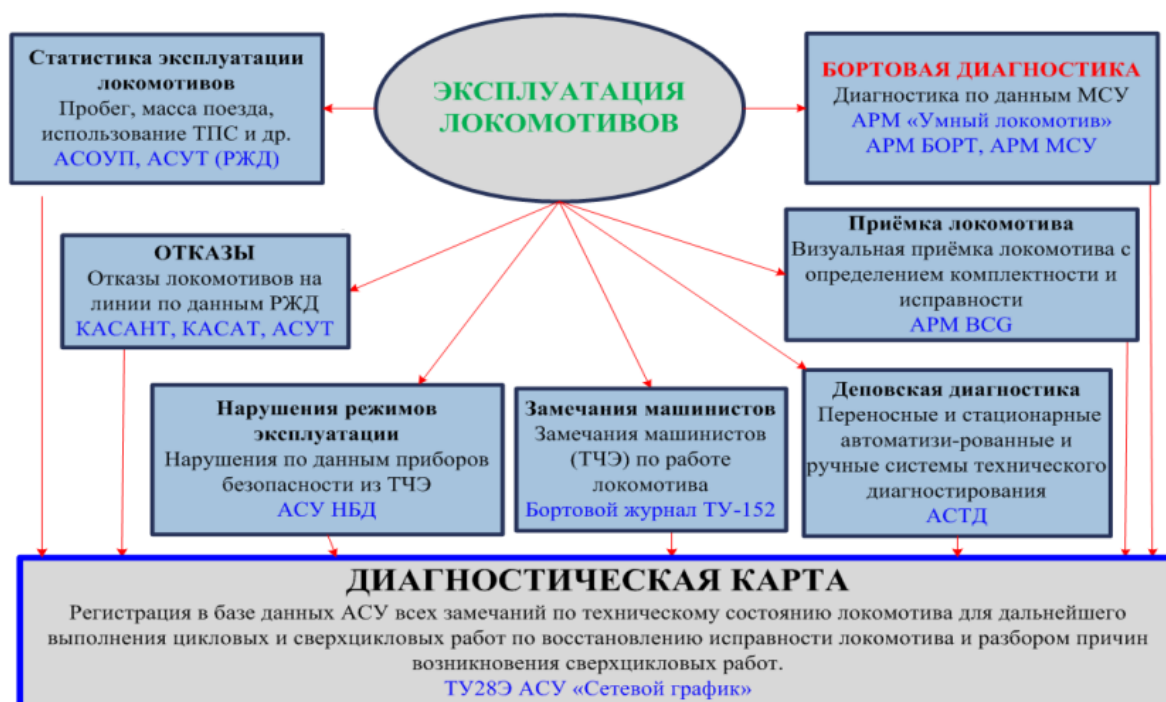 Статистика эксплуатации
локомотивов
Пробег, масса поезда,
использование ТПС и др.
АСОУП, АСУТ (РЖД)
ЭКСПЛУАТАЦИЯ
ЛОКОМОТИВОВ
БОРТОВАЯ ДИАГНОСТИКА
Диагностика по данным МСУ
АРМ «Умный локомотив»
АРМ БОРТ, АРМ МСУ
ОТКАЗЫ
Отказы локомотивов на
линии по данным РЖД
КАСАНТ, КАСАТ, АСУТ
Приёмка локомотива
Визуальная приёмка локомотива с
определением комплектности и
исправности
АРМ BCG
Нарушения режимов
эксплуатации
Нарушения по данным приборов
безопасности из ТЧЭ
АСУ НБД
Замечания машинистов
Замечания машинистов
(ТЧЭ) по работе
локомотива
Бортовой журнал ТУ-152
Деповская диагностика
Переносные и стационарные
автоматизи-рованные и
ручные системы технического
диагностирования
АСТД
ДИАГНОСТИЧЕСКАЯ КАРТА
Регистрация в базе данных АСУ всех замечаний по техническому состоянию локомотива для дальнейшего
выполнения цикловых и сверхцикловых работ по восстановлению исправности локомотива и разбором причин
возникновения сверхцикловых работ.
ТУ28Э АСУ «Сетевой график»